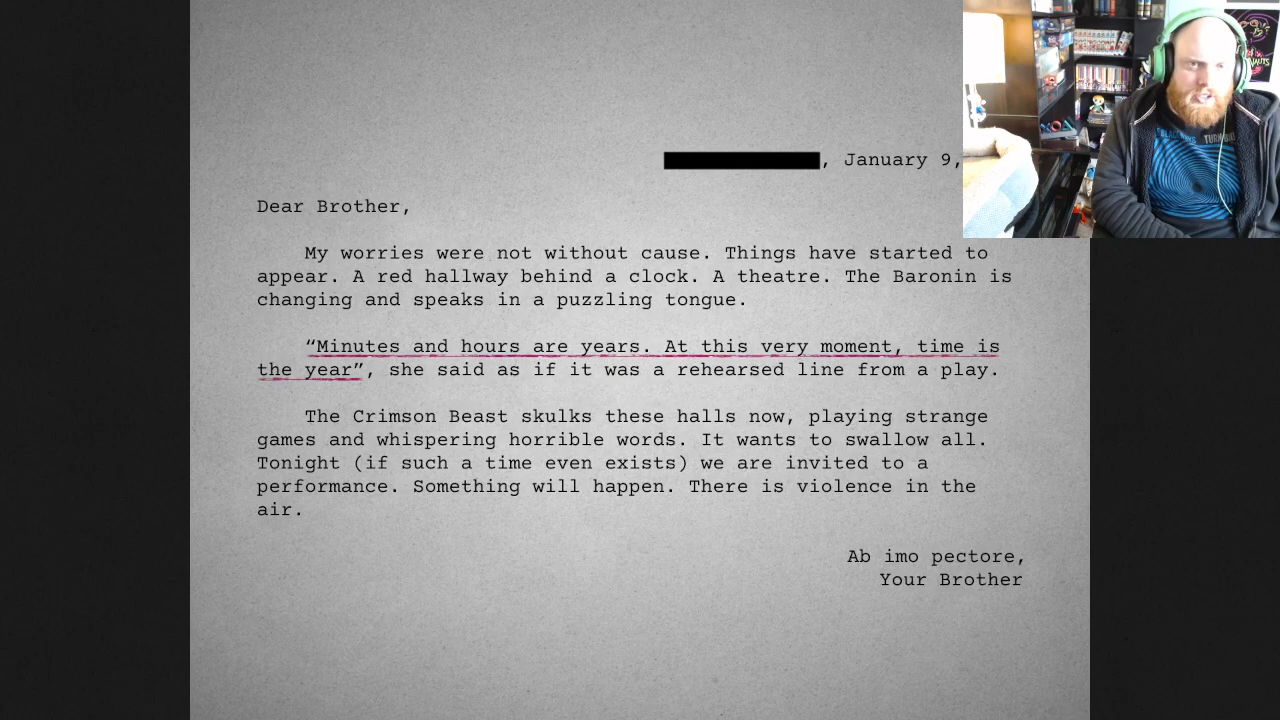 , January 9,
Dear Brother,
My worries were not without cause. Things have started to
appear. A red hallway behind a clock. A theatre. The Baronin is
changing and speaks in a puzzling tongue.
“Minutes and hours are years. At this very moment, time is
the year”, she said as if it was a rehearsed line from a play.
The Crimson Beast skulks these halls now, playing strange
games and whispering horrible words. It wants to swallow all.
Tonight (if such a time even exists) we are invited to a
performance. Something will happen. There is violence in the
air.
Ab imo pectore,
Your Brother